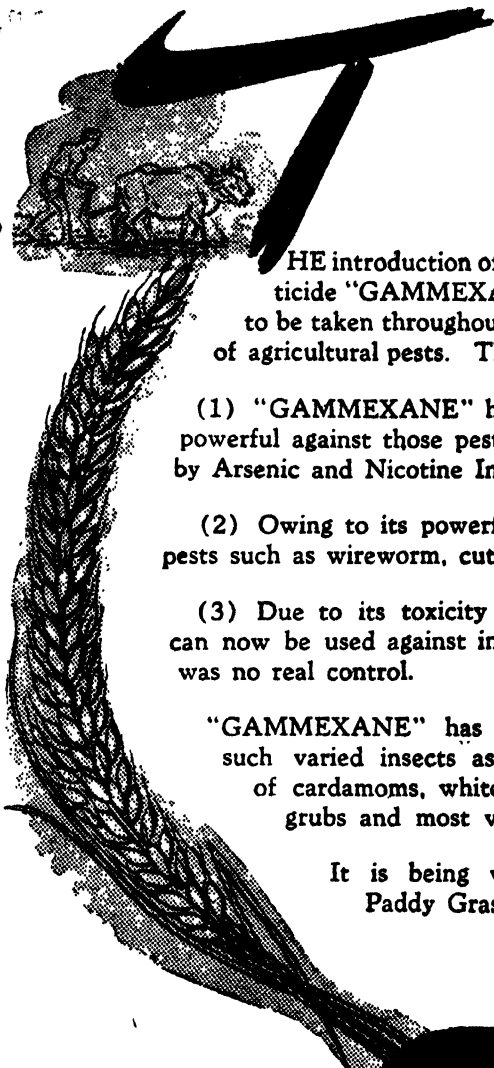 THE introduction of
ticide "GAMMEXA
to be taken throughou
of agricultural pests. T
(1) "GAMMEXANE" h
powerful against those pest
by Arsenic and Nicotine In
(2) Owing to its powerf
pests such as wireworm, cut
(3) Due to its toxicity
can now be used against in
was no real control.
"GAMMEXANE" has
such varied insects as
of cardamoms, white
grubs and most v
It is being
Paddy Gras